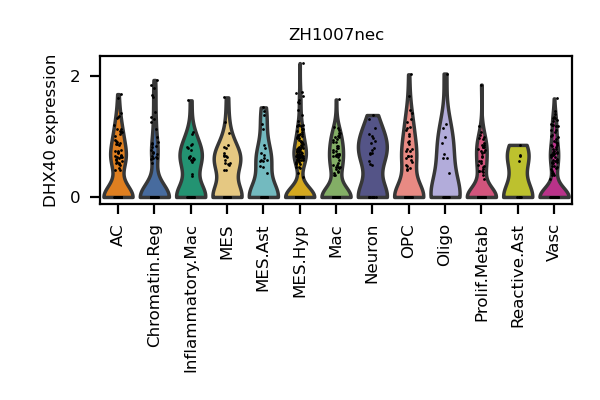 ZH1007nec
DHX40 expression
2
0
AC
Chromatin.Reg
Inflammatory.Mac
MES
MES.Ast
MES.Hyp
Mac
Neuron
OPC
Oligo
Prolif.Metab
Reactive.Ast
Vasc